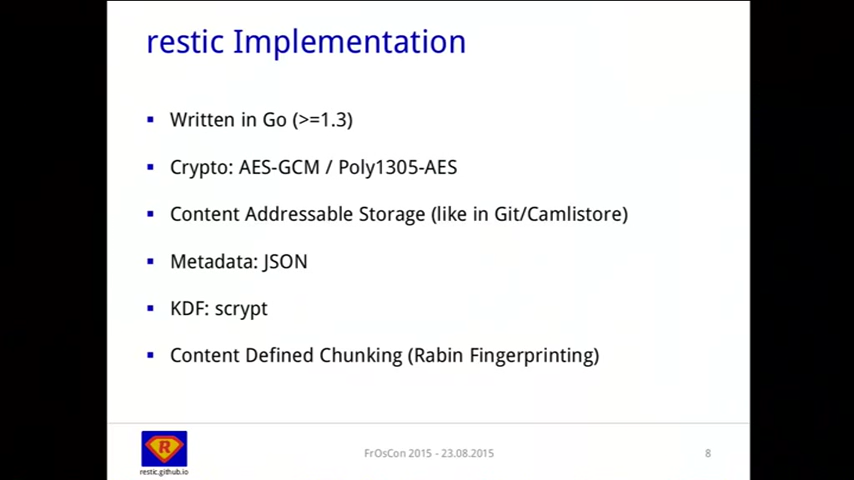 restic Implementation
Written in Go (>=1.3)
Crypto: AES-GCM / Poly1305-AES
Content Addressable Storage (like in Git/Camlistore)
Metadata: JSON
KDF: scrypt
Content Defined Chunking (Rabin Fingerprinting)
R
restic.github.io
FrOsCon 2015 - 23.08.2015
8